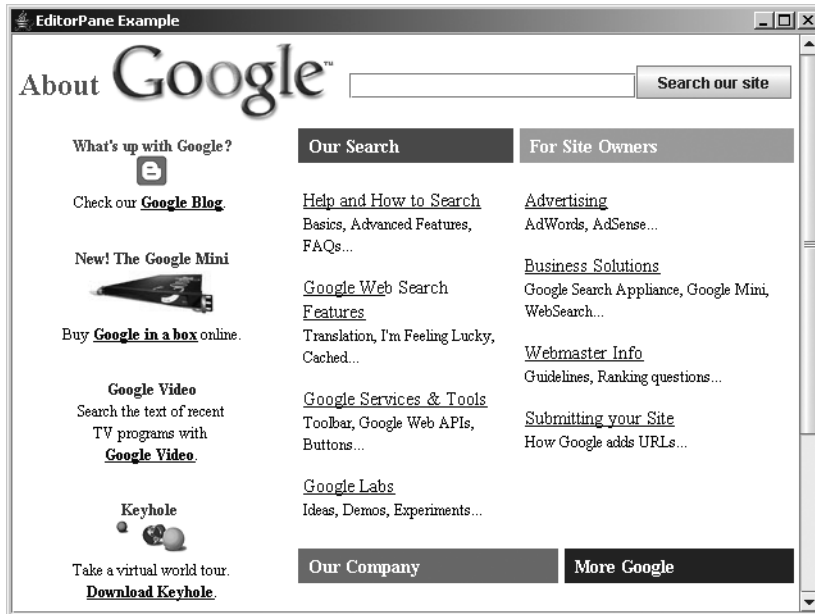 EditorPane Example
About Google™
Search our site
What's up with Google?
Check our Google Blog.
New! The Google Mini
Buy Google in a box online.
Google Video
Search the text of recent
TV programs with
Google Video.
Keyhole
Take a virtual world tour.
Download Keyhole.
Our Search
Help and How to Search
Basics, Advanced Features,
FAQs...
Google Web Search
Features
Translation, I'm Feeling Lucky,
Cached...
Google Services & Tools
Toolbar, Google Web APIs,
Buttons...
Google Labs
Ideas, Demos, Experiments...
For Site Owners
Advertising
AdWords, AdSense...
Business Solutions
Google Search Appliance, Google Mini,
WebSearch...
Webmaster Info
Guidelines, Ranking questions...
Submitting your Site
How Google adds URLs...
Our Company
More Google